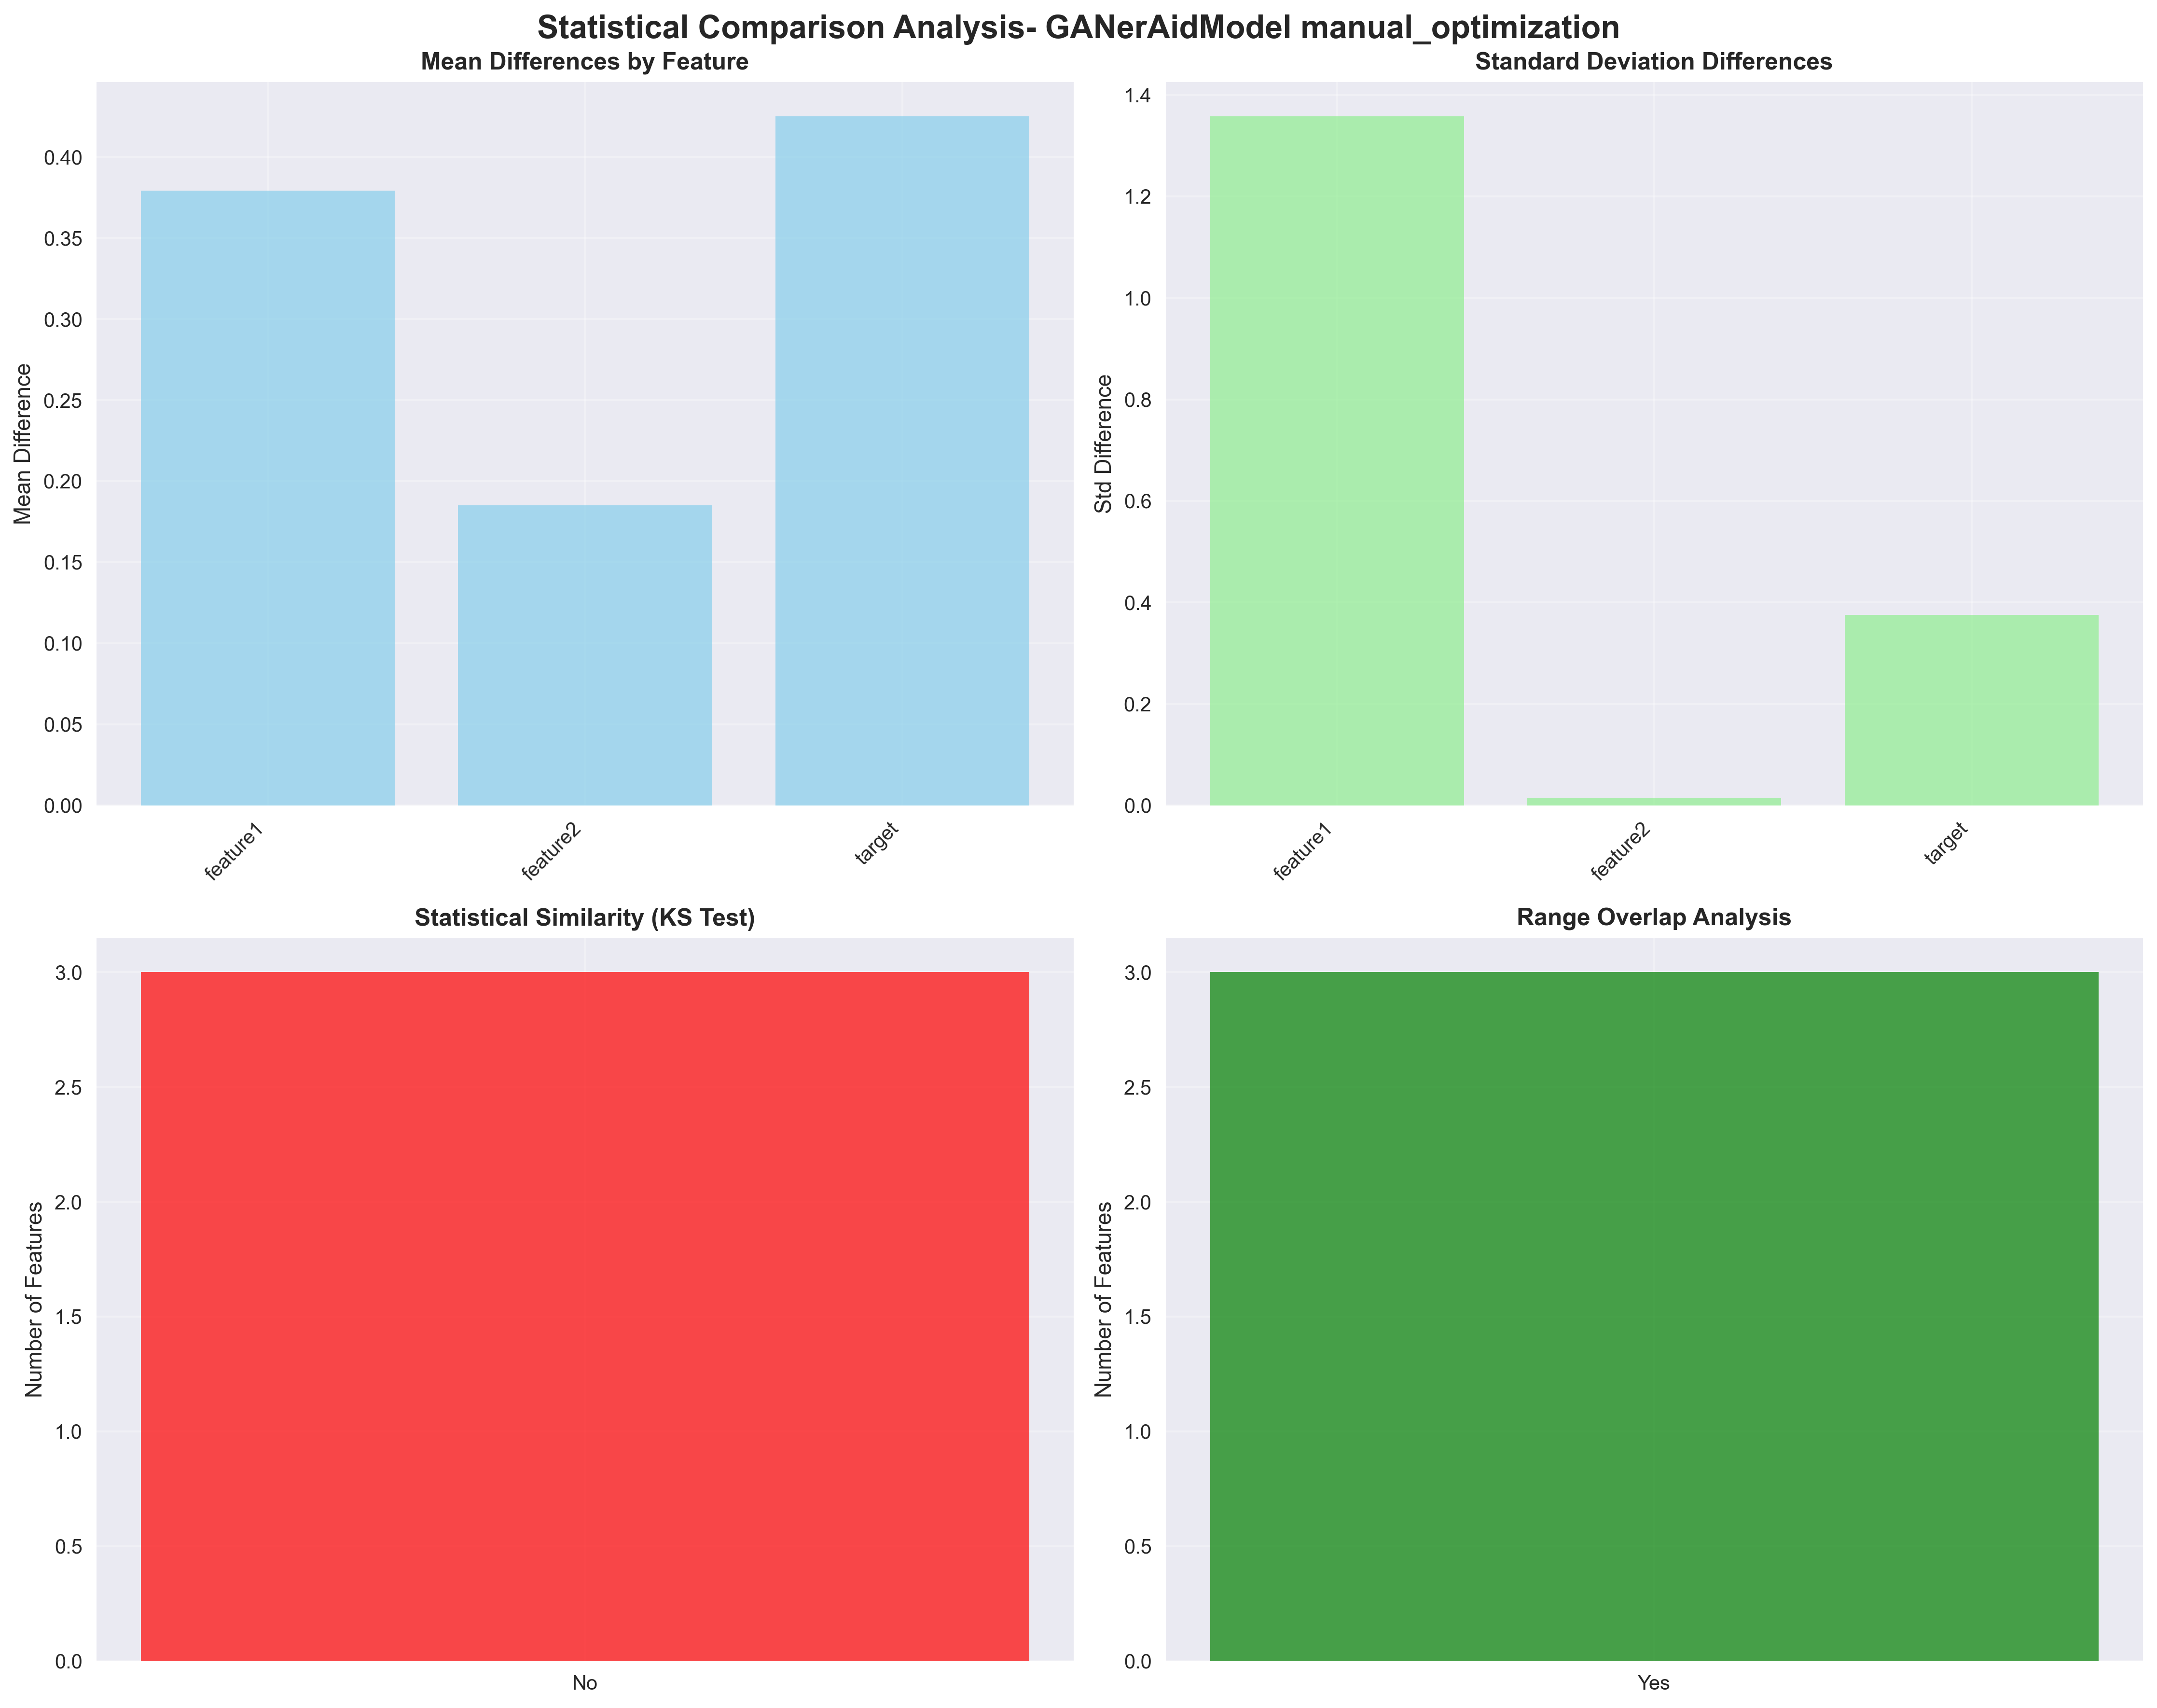 Statistical Comparison Analysis- GANerAidModel manual_optimization
Mean Differences by Feature
Mean Difference
0.40
0.35
0.30
0.25
0.20
0.15
0.10
0.05
0.00
feature1
feature2
target
Standard Deviation Differences
Std Difference
1.4
1.2
1.0
0.8
0.6
0.4
0.2
0.0
feature1
feature2
target
Statistical Similarity (KS Test)
Number of Features
3.0
2.5
2.0
1.5
1.0
0.5
0.0
No
Range Overlap Analysis
Number of Features
3.0
2.5
2.0
1.5
1.0
0.5
0.0
Yes